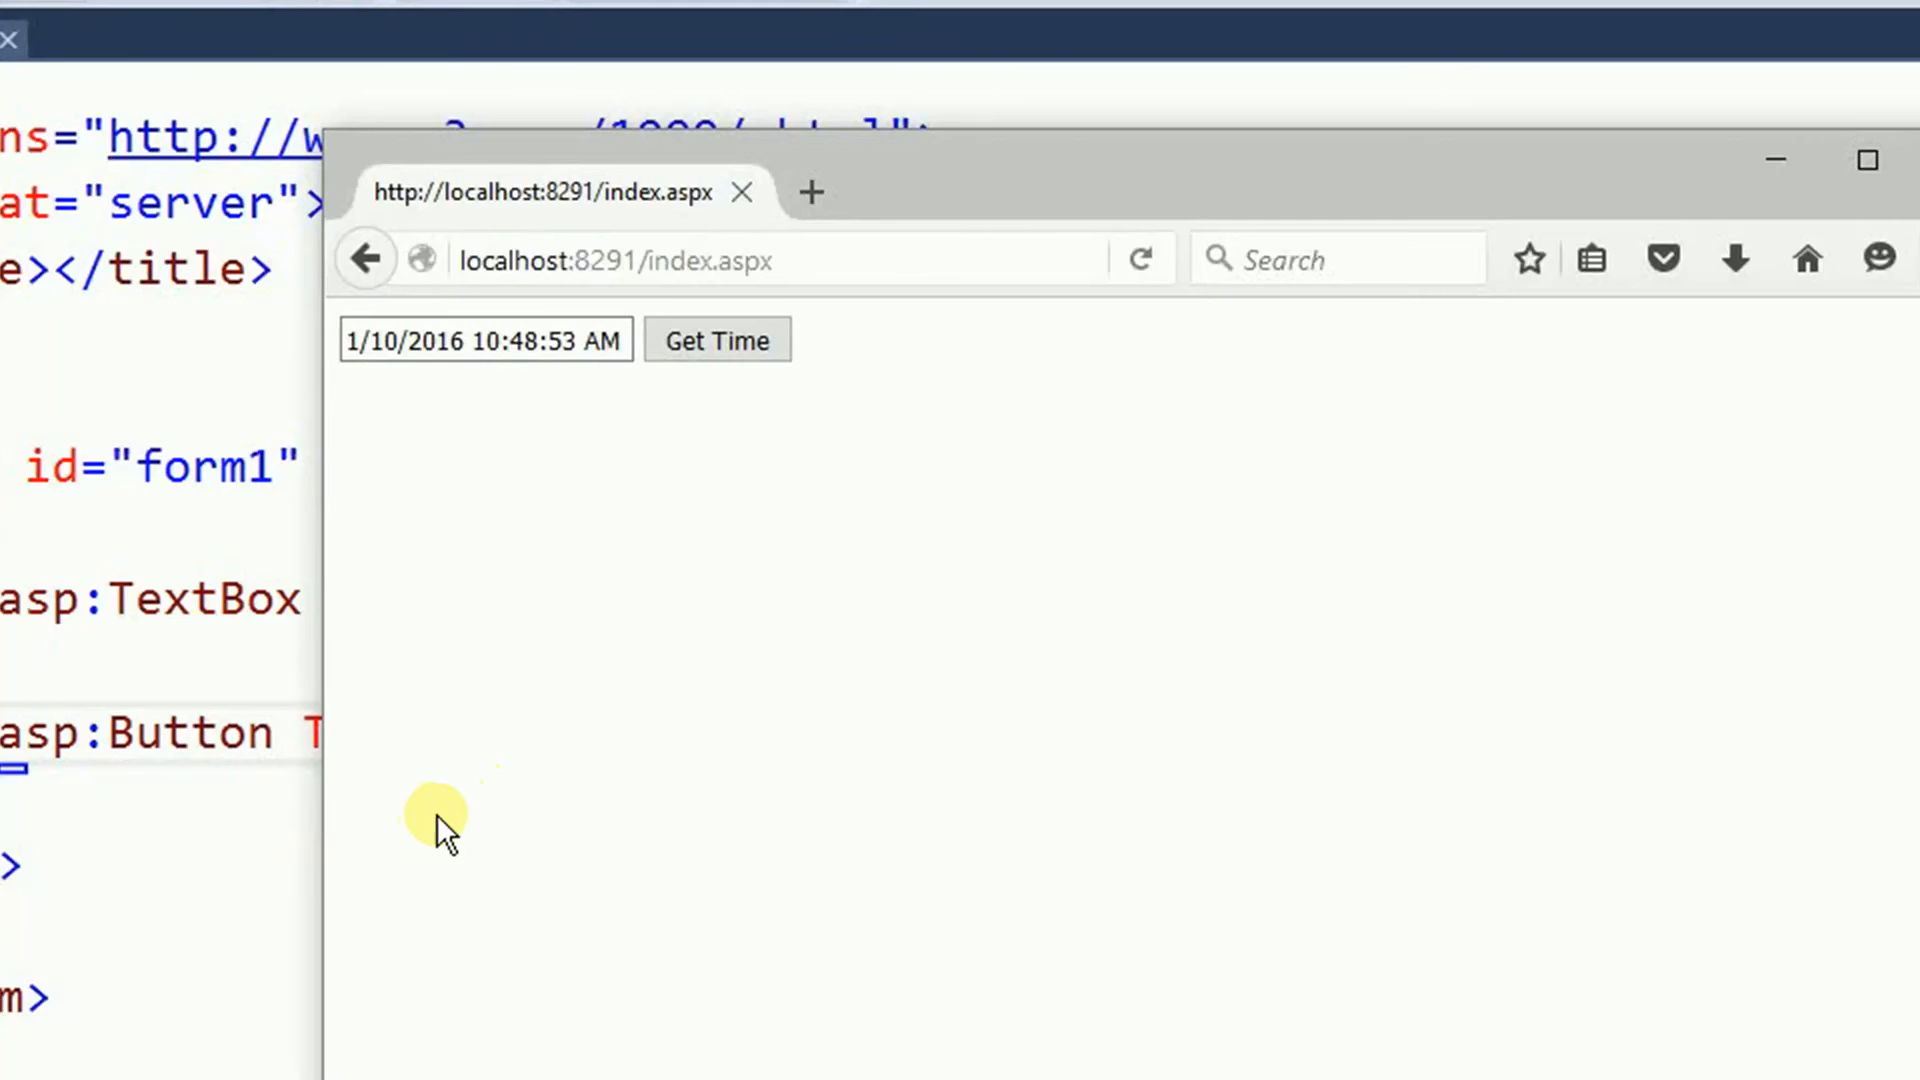 ns="http://w
at="server">
e></title>
id="form1"
asp:TextBox
asp:Button T
>
m>
http://localhost:8291/index.aspx
localhost:8291/index.aspx
Search
1/10/2016 10:48:53 AM
Get Time